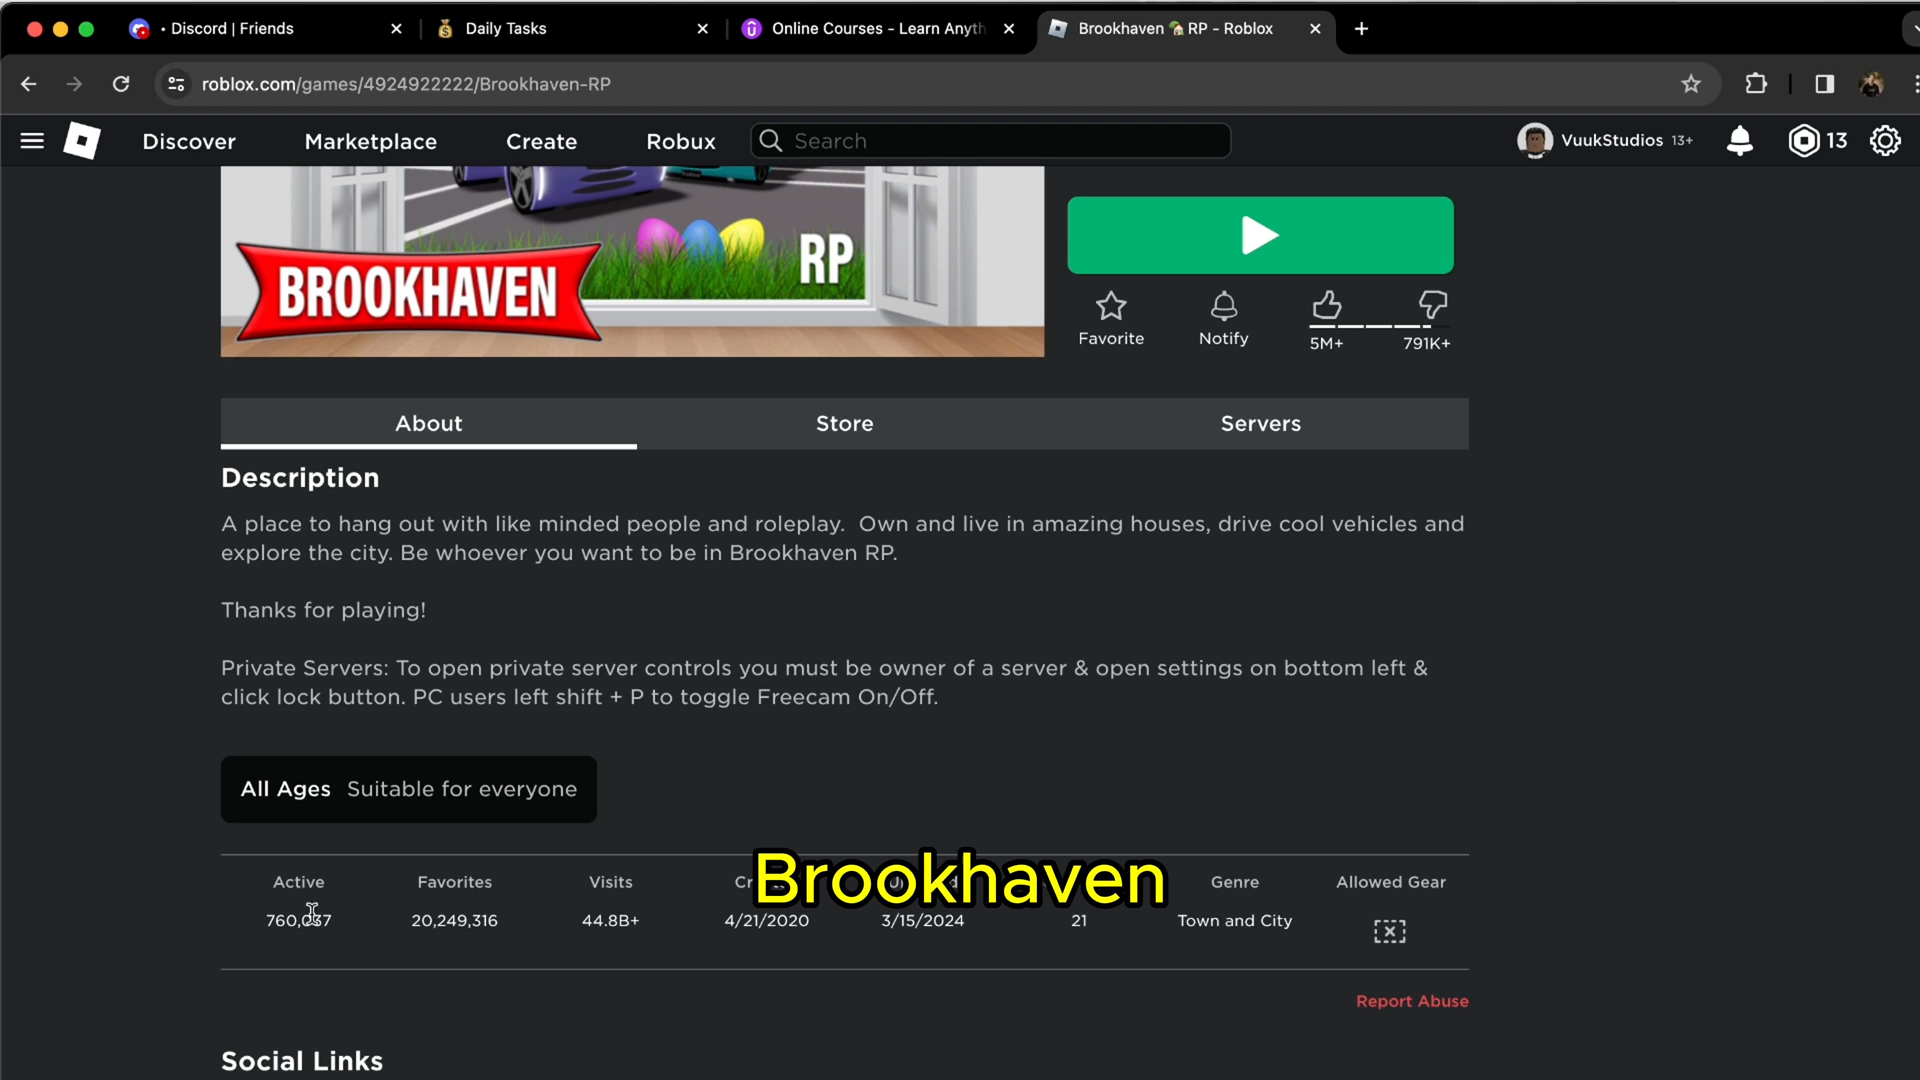 • Discord | Friends
Daily Tasks
Online Courses - Learn Anyth
Brookhaven 🏡 RP - Roblox
roblox.com/games/4924922222/Brookhaven-RP
Discover
Marketplace
Create
Robux
Search
VuukStudios 13+
13
BROOKHAVEN
RP
Favorite
Notify
5M+
791K+
About
Store
Servers
Description
A place to hang out with like minded people and roleplay.  Own and live in amazing houses, drive cool vehicles and
explore the city. Be whoever you want to be in Brookhaven RP.
Thanks for playing!
Private Servers: To open private server controls you must be owner of a server & open settings on bottom left &
click lock button. PC users left shift + P to toggle Freecam On/Off.
All Ages Suitable for everyone
Brookhaven
Active Favorites Visits Genre Allowed Gear
20,249,316 44.8B+ 4/21/2020 3/15/2024 21 Town and City
Report Abuse
Social Links